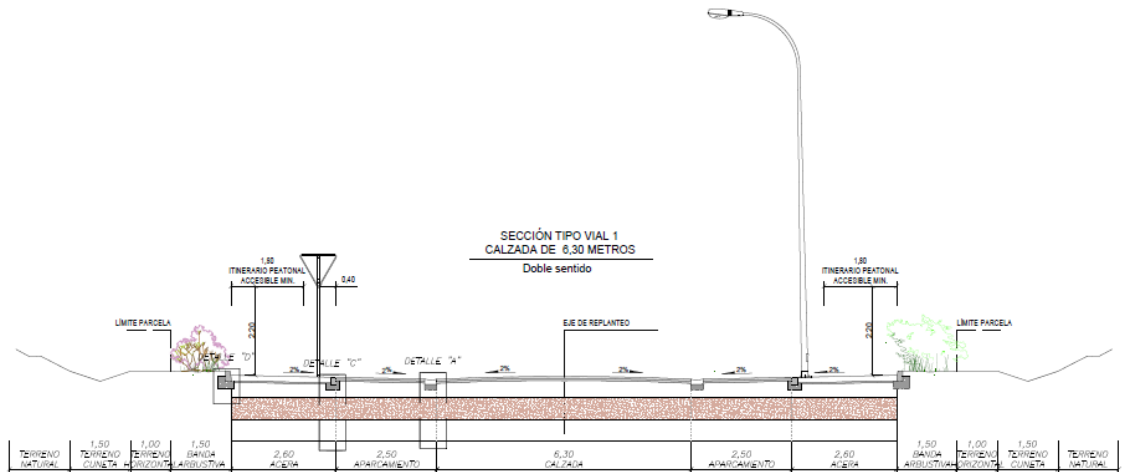 SECCIÓN TIPO VIAL 1
CALZADA DE 6,30 METROS
Doble sentido
1,80
ITINERARIO PEATONAL
ACCESIBLE MIN.
0,40
1,80
ITINERARIO PEATONAL
ACCESIBLE MIN.
LÍMITE PARCELA
2,20
EJE DE REPLANTEO
2,20
LÍMITE PARCELA
DETALLE "D"
DETALLE "C"
DETALLE "A"
2%
2%
2%
2%
2%
2%
TERRENO
NATURAL
1,50
TERRENO
CUNETA
1,00
TERRENO
HORIZONTAL
1,50
BANDA
ARBUSTIVA
2,60
ACERA
2,50
APARCAMIENTO
6,30
CALZADA
2,50
APARCAMIENTO
2,60
ACERA
1,50
BANDA
ARBUSTIVA
1,00
TERRENO
HORIZONTAL
1,50
TERRENO
CUNETA
TERRENO
NATURAL